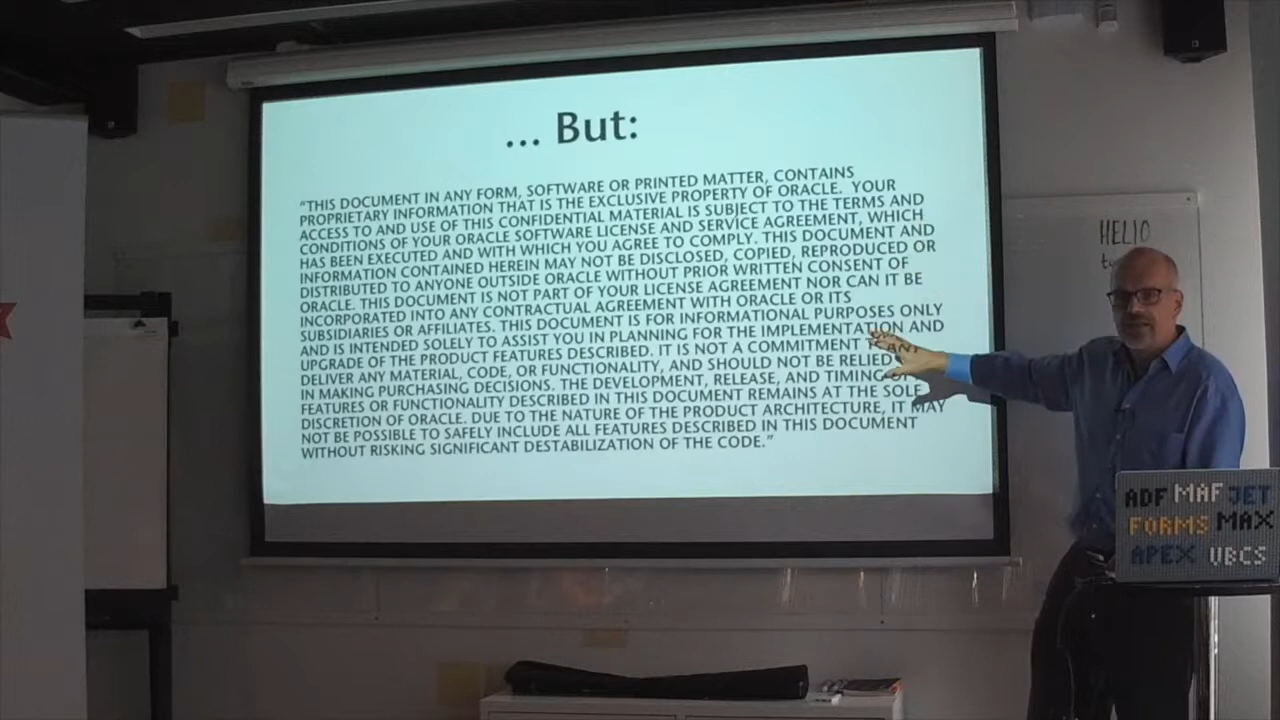 ... But:
“THIS DOCUMENT IN ANY FORM, SOFTWARE OR PRINTED MATTER, CONTAINS
PROPRIETARY INFORMATION THAT IS THE EXCLUSIVE PROPERTY OF ORACLE. YOUR
ACCESS TO AND USE OF THIS CONFIDENTIAL MATERIAL IS SUBJECT TO THE TERMS AND
CONDITIONS OF YOUR ORACLE SOFTWARE LICENSE AND SERVICE AGREEMENT, WHICH
HAS BEEN EXECUTED AND WITH WHICH YOU AGREE TO COMPLY. THIS DOCUMENT AND
INFORMATION CONTAINED HEREIN MAY NOT BE DISCLOSED, COPIED, REPRODUCED OR
DISTRIBUTED TO ANYONE OUTSIDE ORACLE WITHOUT PRIOR WRITTEN CONSENT OF
ORACLE. THIS DOCUMENT IS NOT PART OF YOUR LICENSE AGREEMENT NOR CAN IT BE
INCORPORATED INTO ANY CONTRACTUAL AGREEMENT WITH ORACLE OR ITS
SUBSIDIARIES OR AFFILIATES. THIS DOCUMENT IS FOR INFORMATIONAL PURPOSES ONLY
AND IS INTENDED SOLELY TO ASSIST YOU IN PLANNING FOR THE IMPLEMENTATION AND
UPGRADE OF THE PRODUCT FEATURES DESCRIBED. IT IS NOT A COMMITMENT ANY
DELIVER ANY MATERIAL, CODE, OR FUNCTIONALITY, AND SHOULD NOT BE RELIED
IN MAKING PURCHASING DECISIONS. THE DEVELOPMENT, RELEASE, AND TIMING
FEATURES OR FUNCTIONALITY DESCRIBED IN THIS DOCUMENT REMAINS AT THE SOLE
DISCRETION OF ORACLE. DUE TO THE NATURE OF THE PRODUCT ARCHITECTURE, IT MAY
NOT BE POSSIBLE TO SAFELY INCLUDE ALL FEATURES DESCRIBED IN THIS DOCUMENT
WITHOUT RISKING SIGNIFICANT DESTABILIZATION OF THE CODE.”
HELIO
ADF MAF JET
FORMS MAX
APEX VBCS